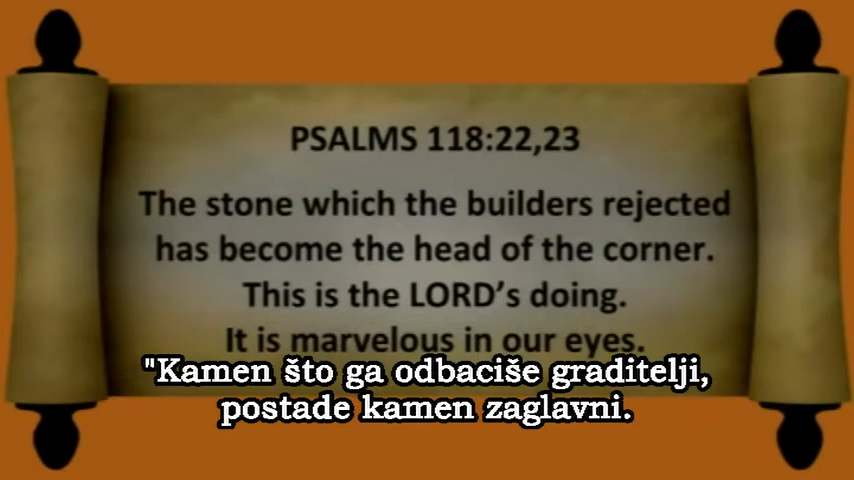 PSALMS 118:22,23
The stone which the builders rejected
has become the head of the corner.
This is the LORD's doing.
It is marvelous in our eyes.
"Kamen što ga odbaciše graditelji,
postade kamen zaglavni.